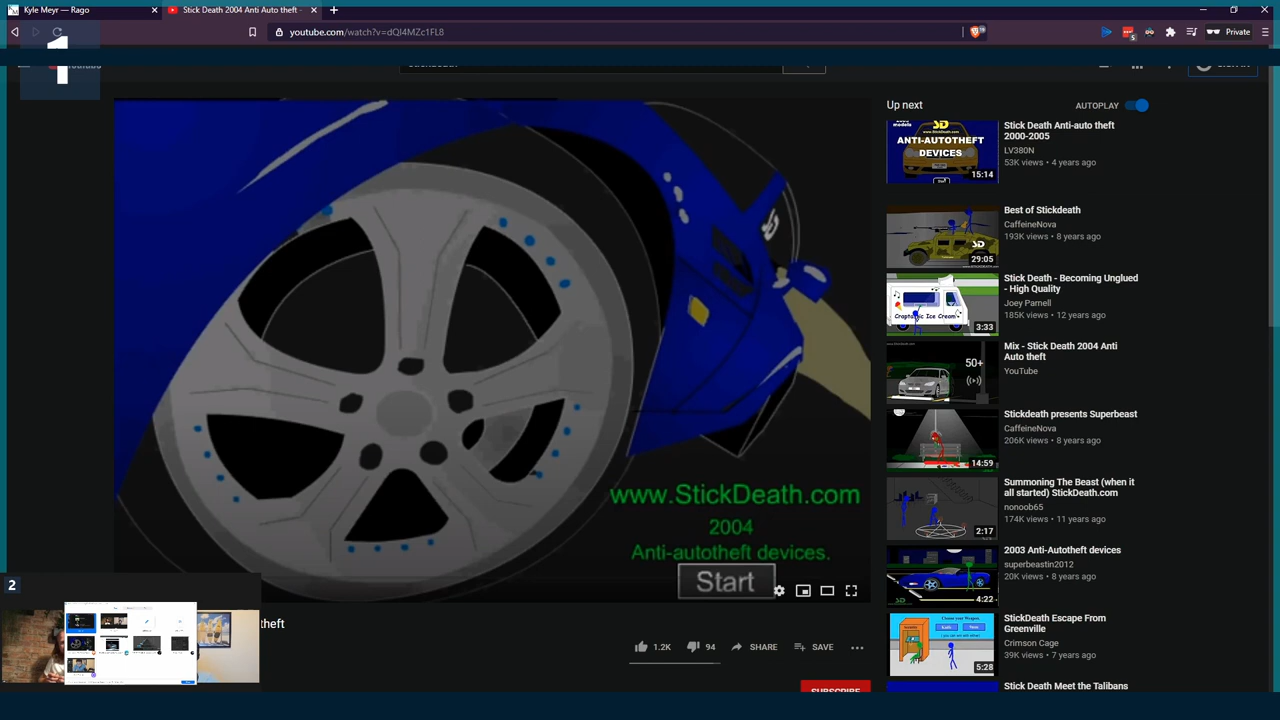 Kyle Meyr — Rago
Stick Death 2004 Anti Auto theft -
youtube.com/watch?v=dQI4MZc1FL8
Private
1
Up next
AUTOPLAY
ANTI-AUTOTHEFT
DEVICES
15:14
Stick Death Anti-auto theft
2000-2005
LV380N
53K views • 4 years ago
SD
29:05
Best of Stickdeath
CaffeineNova
193K views • 8 years ago
Craptastic Ice Cream
3:33
Stick Death - Becoming Unglued
- High Quality
Joey Parnell
185K views • 12 years ago
50+
Mix - Stick Death 2004 Anti
Auto theft
YouTube
14:59
Stickdeath presents Superbeast
CaffeineNova
206K views • 8 years ago
2:17
Summoning The Beast (when it
all started) StickDeath.com
nonoob65
174K views • 11 years ago
4:22
2003 Anti-Autotheft devices
superbeastin2012
20K views • 8 years ago
5:28
StickDeath Escape From
Greenville
Crimson Cage
39K views • 7 years ago
Stick Death Meet the Talibans
www.StickDeath.com
2004
Anti-autotheft devices.
Start
2
theft
1.2K
94
SHARE
SAVE
SUBSCRIBE